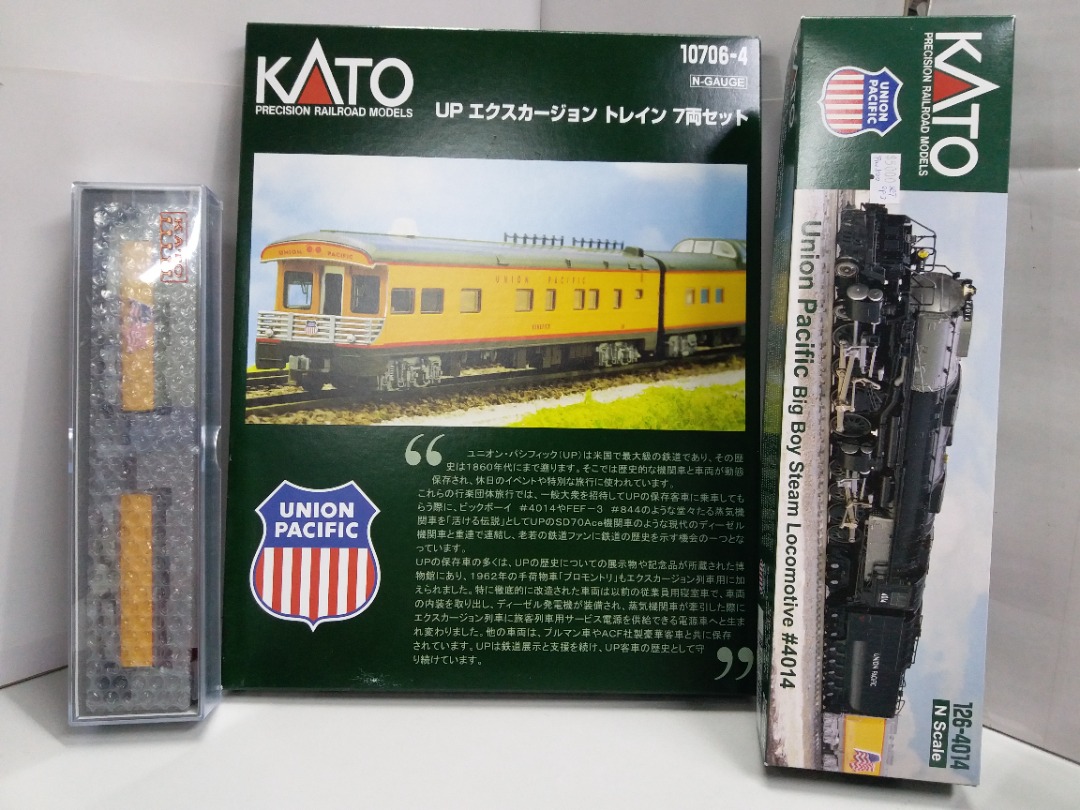 KATO
KATO
PRECISION RAILROAD MODELS
10706-4
N-GAUGE
UP エクスカージョン トレイン 7両セット
UNION PACIFIC
UNION PACIFIC
“
ユニオン・パシフィック(UP)は米国で最大級の鉄道であり、その歴
史は1860年代にまで遡ります。そこでは歴史的な機関車と車両が動態
保存され、休日のイベントや特別な旅行に使われています。
これらの行楽団体旅行では、一般大衆を招待してUPの保存客車に乗車しても
らう際に、ビックボーイ #4014やFEF-3 #844のような堂々たる蒸気機
関車を「活ける伝説」としてUPのSD70Ace機関車のような現代のディーゼル
機関車と重連で連結し、老若の鉄道ファンに鉄道の歴史を示す機会の一つとな
っています。
UPの保存車の多くは、UPの歴史についての展示物や記念品が所蔵された博
物館にあり、1962年の手荷物車「プロモントリ」もエクスカージョン列車用に加
えられました。特に徹底的に改造された車両は以前の従業員用寝室車で、車両
の内装を取り出し、ディーゼル発電機が装備され、蒸気機関車が牽引した際に
エクスカージョン列車に旅客列車用サービス電源を供給できる電源車へと生ま
れ変わりました。他の車両は、プルマン車やACF社製豪華客車と共に保存
されています。UPは鉄道展示と支援を続け、UP客車の歴史として守
り続けています。
”
UNION
PACIFIC
KATO
PRECISION RAILROAD MODELS
UNION
PACIFIC
Union Pacific Big Boy Steam Locomotive #4014
4014
UNION PACIFIC
126-4014
N Scale